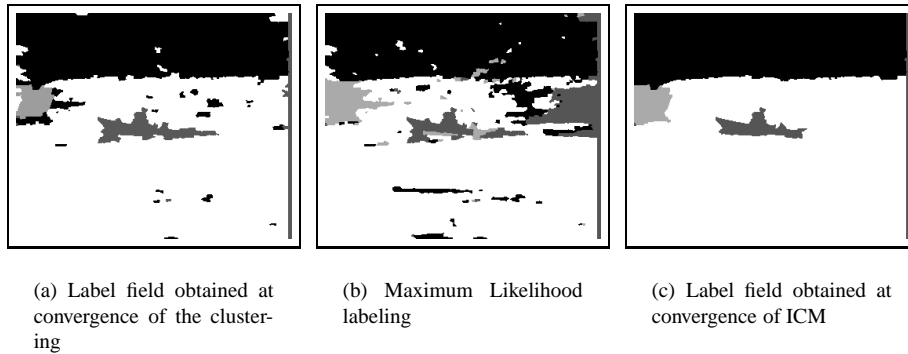 (a) Label field obtained at
convergence of the cluster-
ing
(b) Maximum Likelihood
labeling
(c) Label field obtained at
convergence of ICM